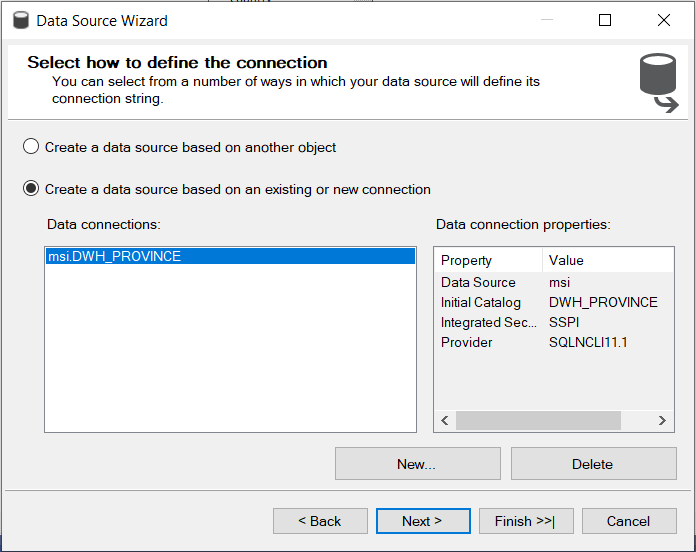 Data Source Wizard
Select how to define the connection
You can select from a number of ways in which your data source will define its
connection string.
Create a data source based on another object
Create a data source based on an existing or new connection
Data connections:
Data connection properties:
msi.DWH_PROVINCE
Property Value
Data Source msi
Initial Catalog DWH_PROVINCE
Integrated Sec... SSPI
Provider SQLNCLI11.1
New... Delete
< Back Next > Finish >>| Cancel